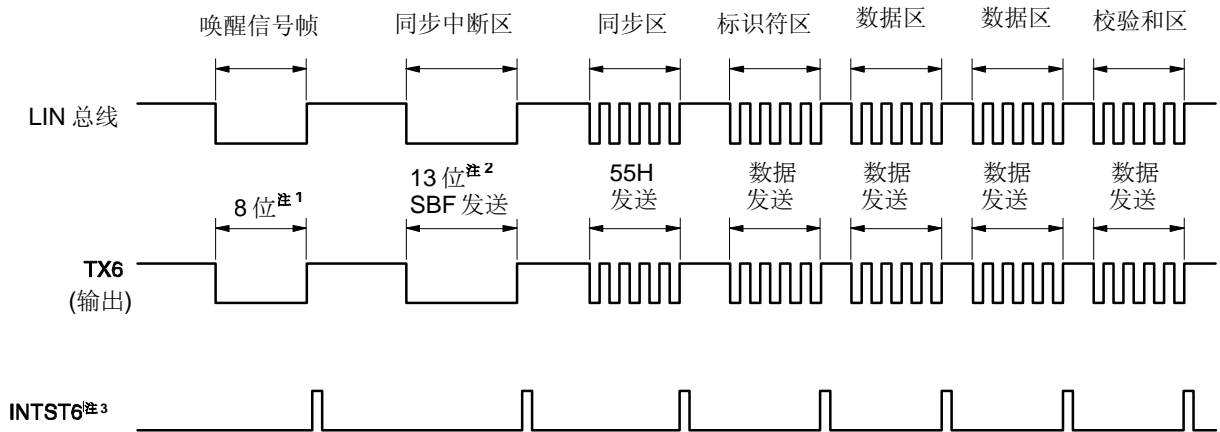 唤醒信号帧 同步中断区 同步区 标识符区 数据区 数据区 校验和区
LIN 总线
8 位注 1
13 位注 2
SBF 发送
55H
发送
数据
发送
数据
发送
数据
发送
数据
发送
TX6
(输出)
INTST6注 3